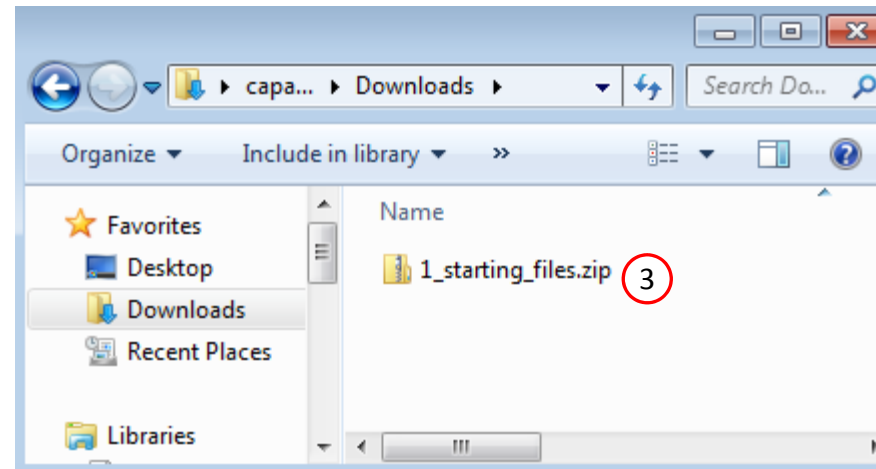 capa... Downloads
Search Do...
Organize Include in library »
Name
Favorites
Desktop
Downloads
Recent Places
Libraries
1_starting_files.zip 3